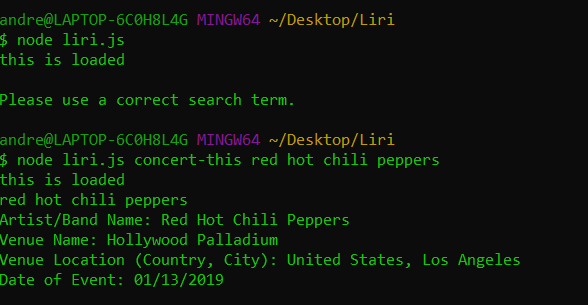 andre@LAPTOP-6C0H8L4G MINGW64 ~/Desktop/Liri
$ node liri.js
this is loaded
Please use a correct search term.
andre@LAPTOP-6C0H8L4G MINGW64 ~/Desktop/Liri
$ node liri.js concert-this red hot chili peppers
this is loaded
red hot chili peppers
Artist/Band Name: Red Hot Chili Peppers
Venue Name: Hollywood Palladium
Venue Location (Country, City): United States, Los Angeles
Date of Event: 01/13/2019